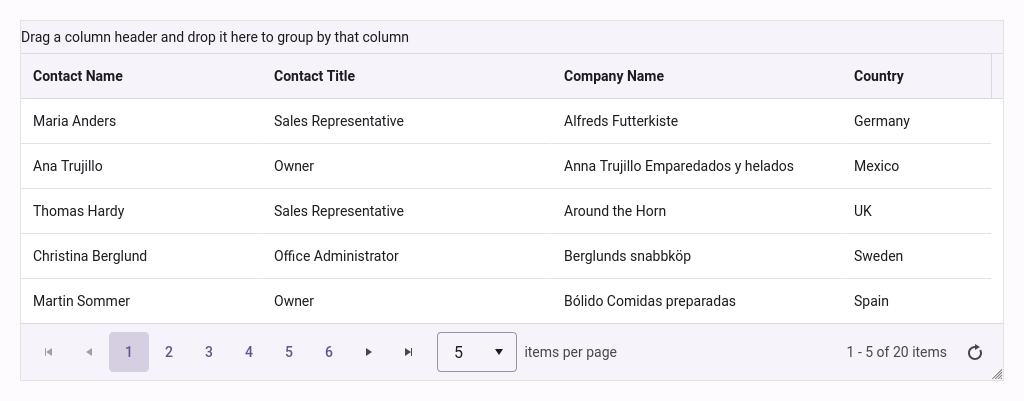 Drag a column header and drop it here to group by that column
Contact Name Contact Title Company Name Country
Maria Anders Sales Representative Alfreds Futterkiste Germany
Ana Trujillo Owner Anna Trujillo Emparedados y helados Mexico
Thomas Hardy Sales Representative Around the Horn UK
Christina Berglund Office Administrator Berglunds snabbköp Sweden
Martin Sommer Owner Bólido Comidas preparadas Spain
1 2 3 4 5 6 5 items per page 1 - 5 of 20 items